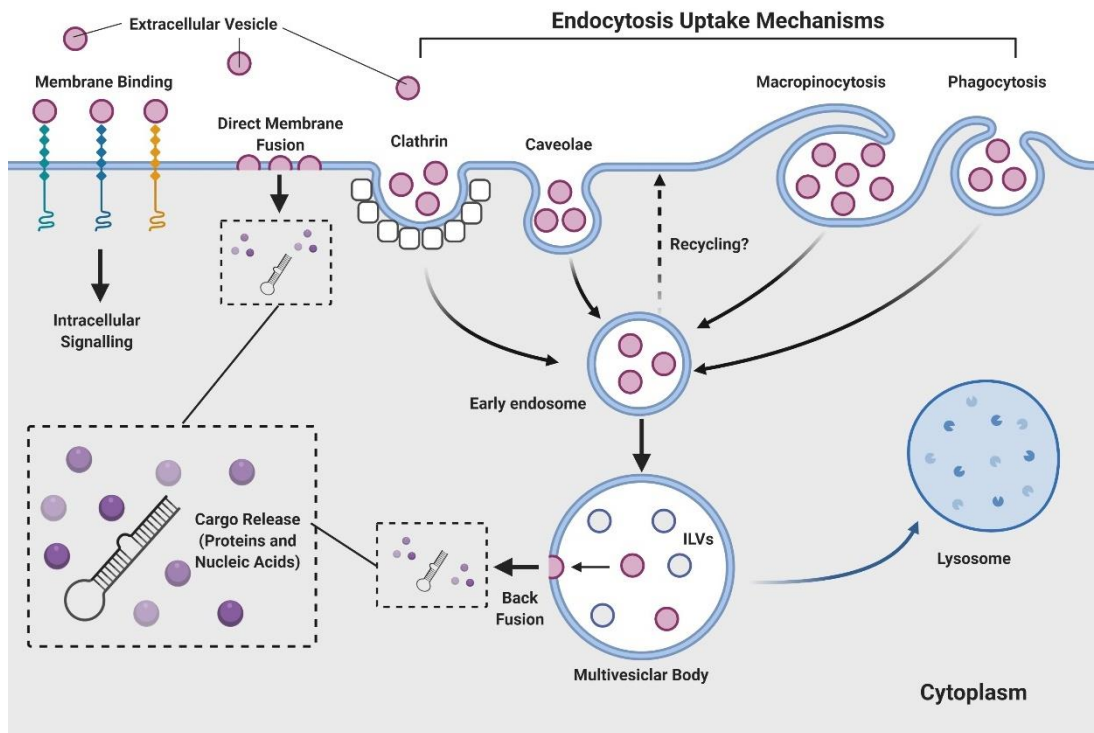 Endocytosis Uptake Mechanisms
Extracellular Vesicle
Membrane Binding
Macropinocytosis
Phagocytosis
Direct Membrane
Fusion
Clathrin
Caveolae
Recycling?
Intracellular
Signalling
Early endosome
Cargo Release
(Proteins and
Nucleic Acids)
ILVs
Lysosome
Back
Fusion
Multivesiclar Body
Cytoplasm